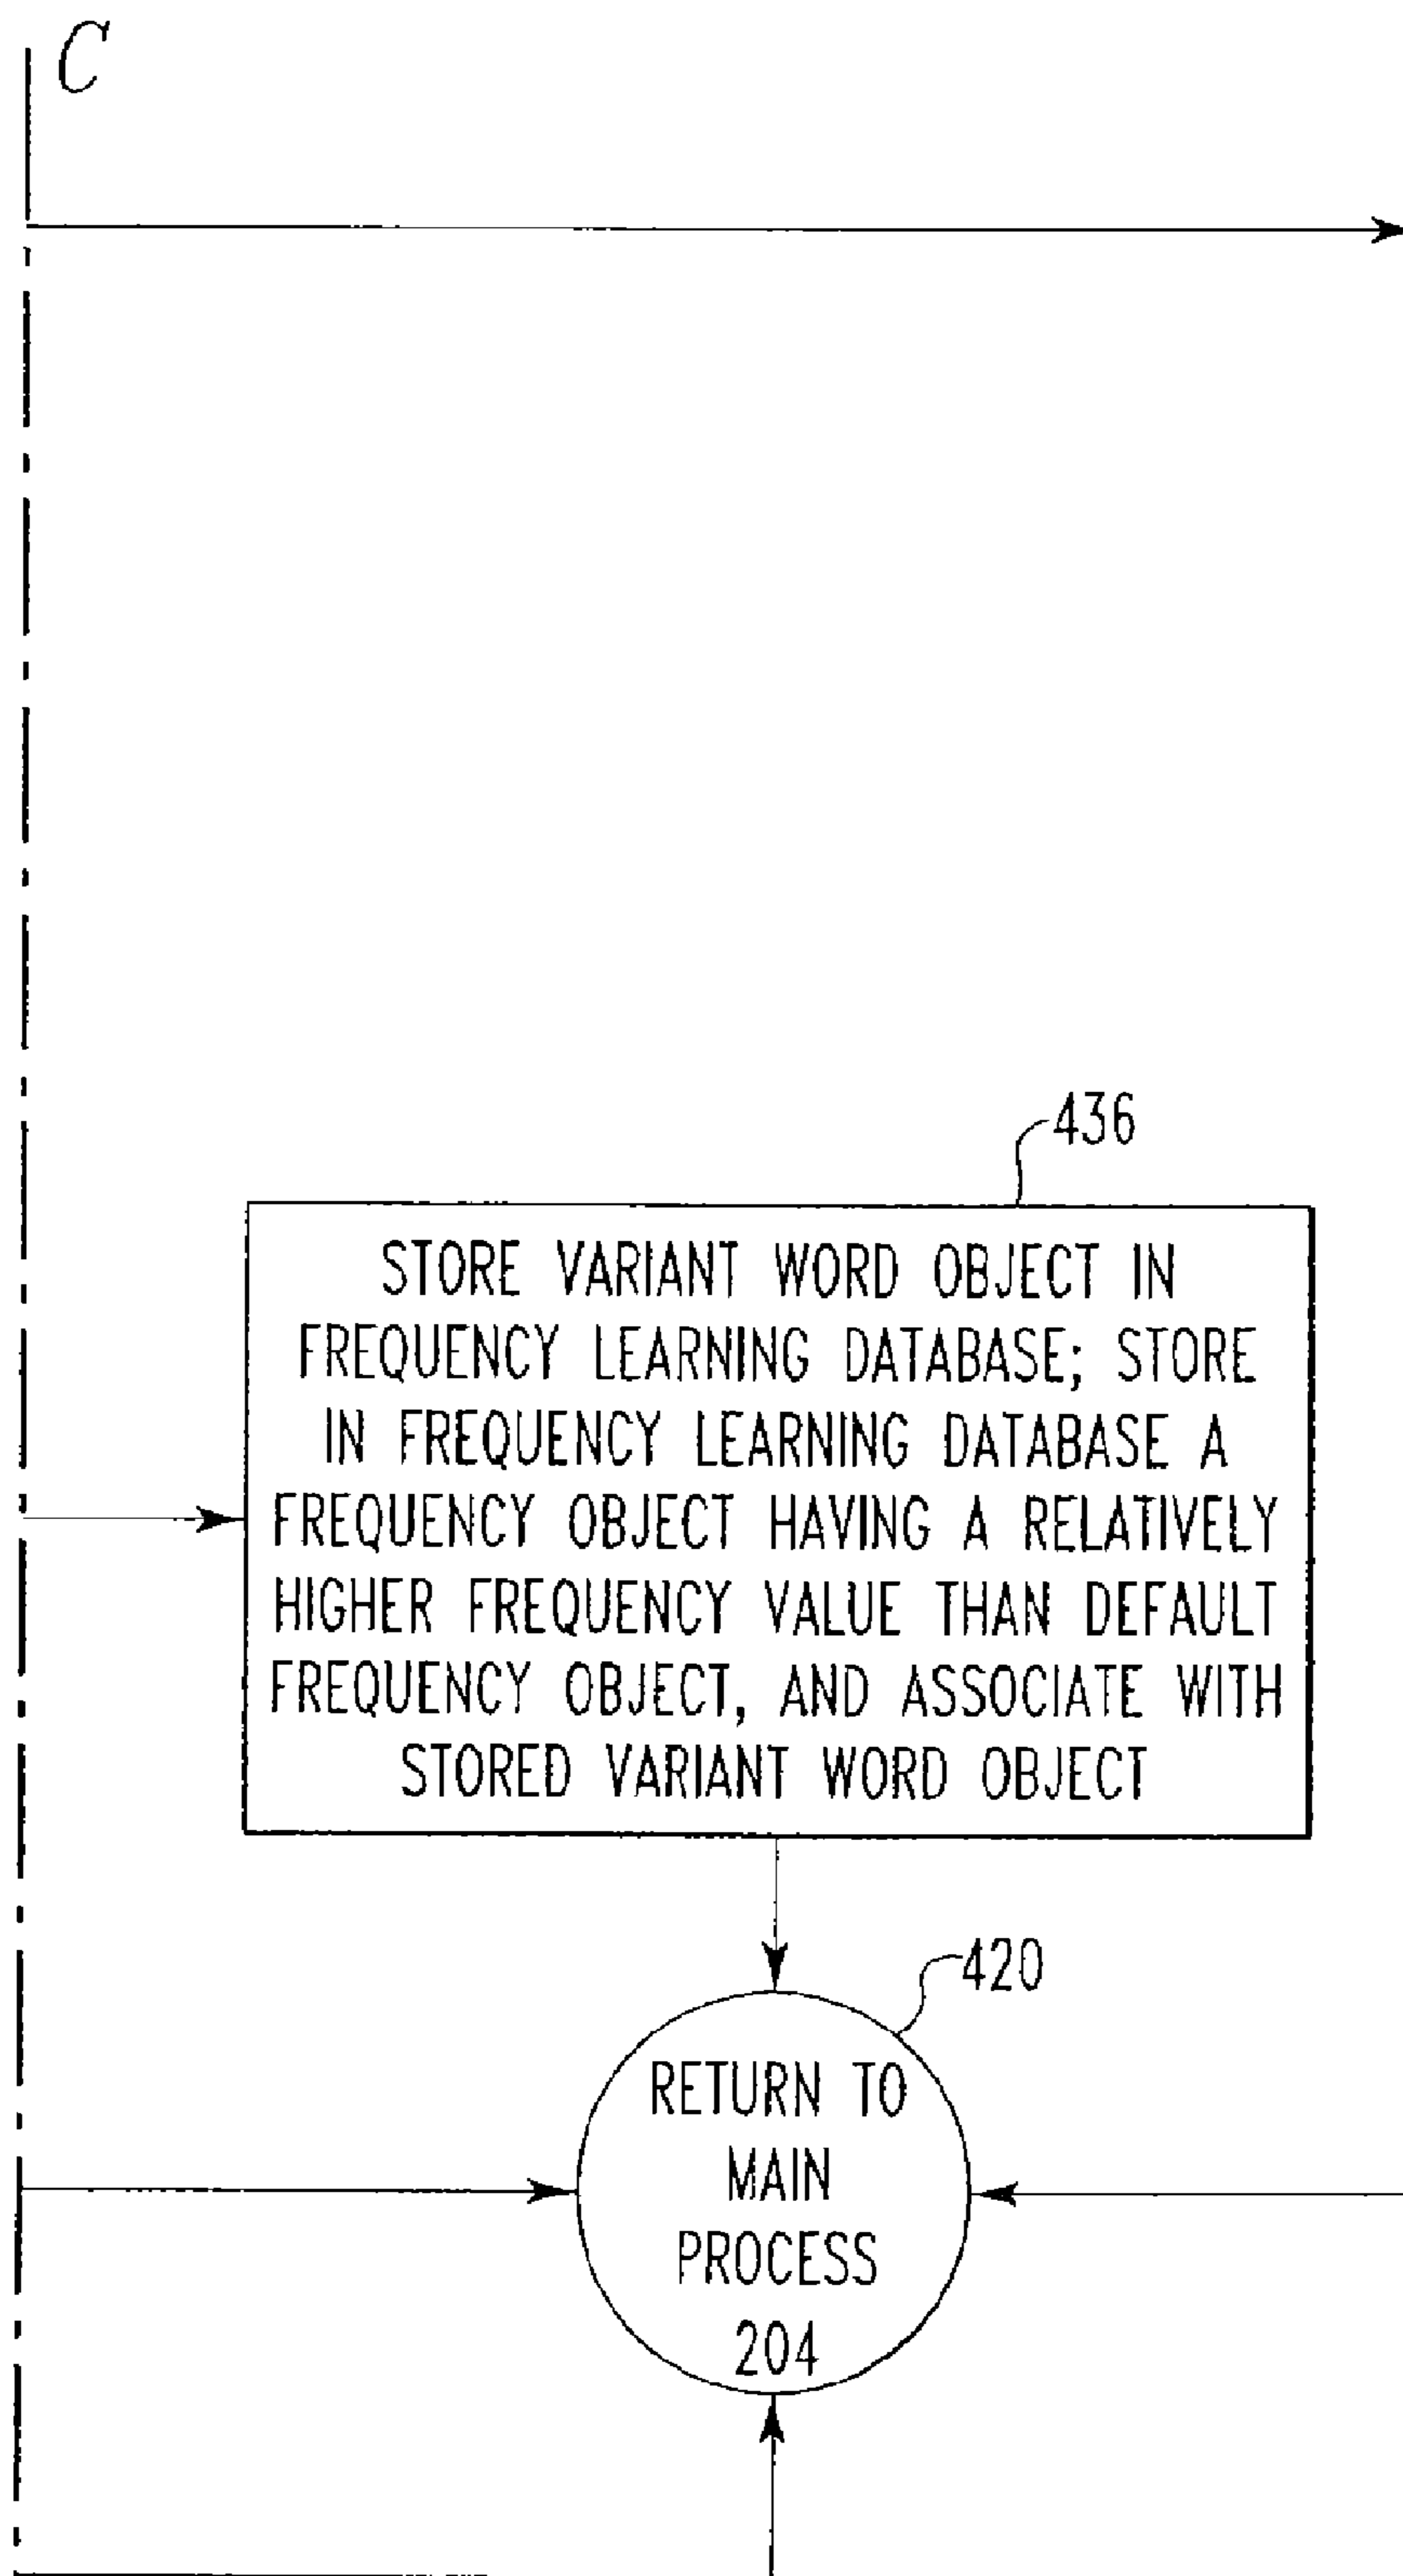 C
436
STORE VARIANT WORD OBJECT IN
FREQUENCY LEARNING DATABASE; STORE
IN FREQUENCY LEARNING DATABASE A
FREQUENCY OBJECT HAVING A RELATIVELY
HIGHER FREQUENCY VALUE THAN DEFAULT
FREQUENCY OBJECT, AND ASSOCIATE WITH
STORED VARIANT WORD OBJECT
420
RETURN TO
MAIN
PROCESS
204